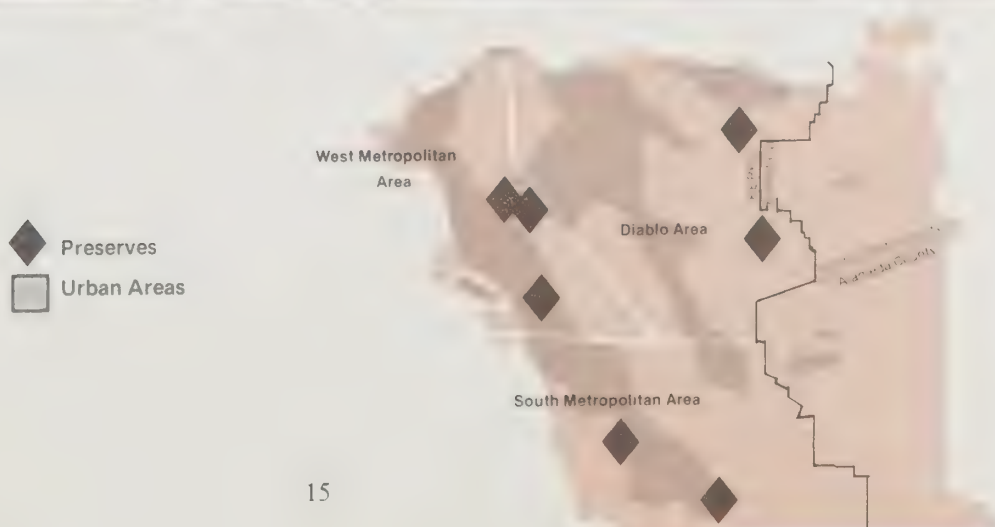 West Metropolitan
Area
Diablo Area
Preserves
Urban Areas
South Metropolitan Area
15